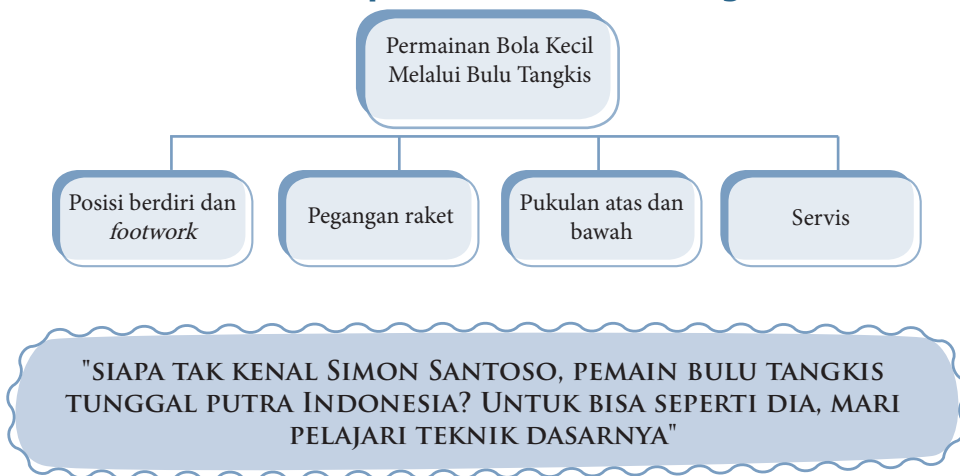 Permainan Bola Kecil
Melalui Bulu Tangkis
Posisi berdiri dan
footwork
Pegangan raket
Pukulan atas dan
bawah
Servis
"SIAPA TAK KENAL SIMON SANTOSO, PEMAIN BULU TANGKIS
TUNGGAL PUTRA INDONESIA? UNTUK BISA SEPERTI DIA, MARI
PELAJARI TEKNIK DASARNYA"